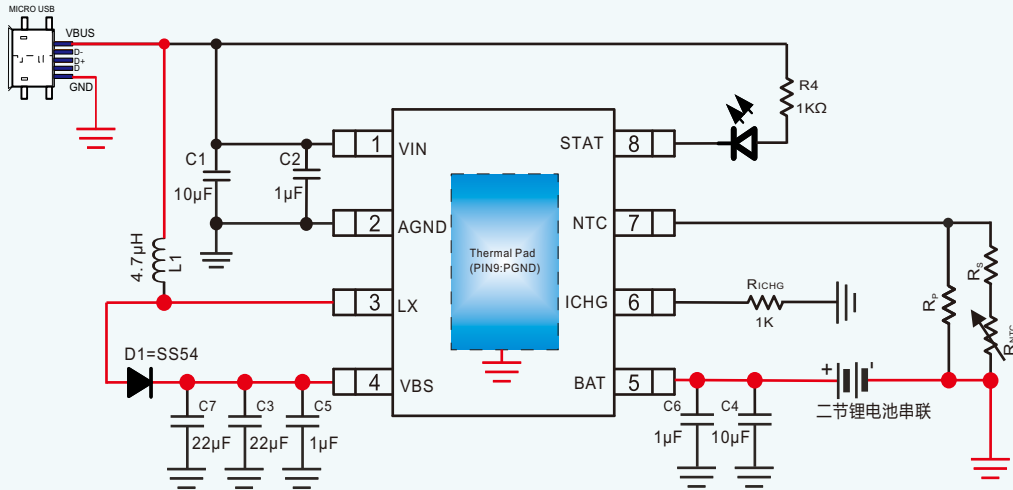 MICRO USB
VBUS
D-
D+
D
GND
R4
1KΩ
1
VIN
STAT
8
C1
10μF
C2
1μF
2
AGND
NTC
7
Thermal Pad
(PIN9:PGND)
4.7μH
L1
3
LX
ICHG
6
RICHG
1K
RP
RS
RNTC
D1=SS54
4
VBS
BAT
5
C7
22μF
C3
22μF
C5
1μF
C6
1μF
C4
10μF
+
-
二节锂电池串联